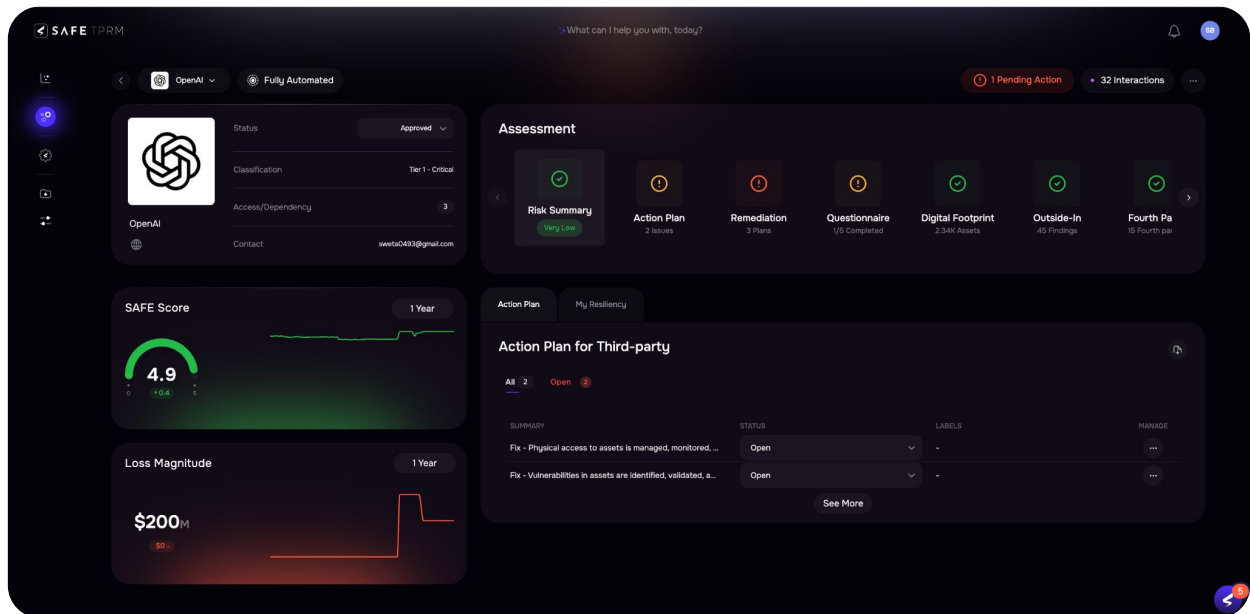 SAFE TPRM
What can I help you with, today?
SB
OpenAI
Fully Automated
1 Pending Action
32 Interactions
OpenAI
Status
Approved
Classification
Tier 1 - Critical
Access/Dependency
3
Contact
sweta0493@gmail.com
Assessment
Risk Summary
Very Low
Action Plan
2 Issues
Remediation
3 Plans
Questionnaire
1/5 Completed
Digital Footprint
2.34K Assets
Outside-In
45 Findings
Fourth Pa
15 Fourth pa
SAFE Score
1 Year
4.9
0
0.4
5
Loss Magnitude
1 Year
$200M
$0
Action Plan
My Resiliency
Action Plan for Third-party
All 2
Open 2
SUMMARY
STATUS
LABELS
MANAGE
Fix - Physical access to assets is managed, monitored, ...
Open
-
Fix - Vulnerabilities in assets are identified, validated, a...
Open
-
See More
5